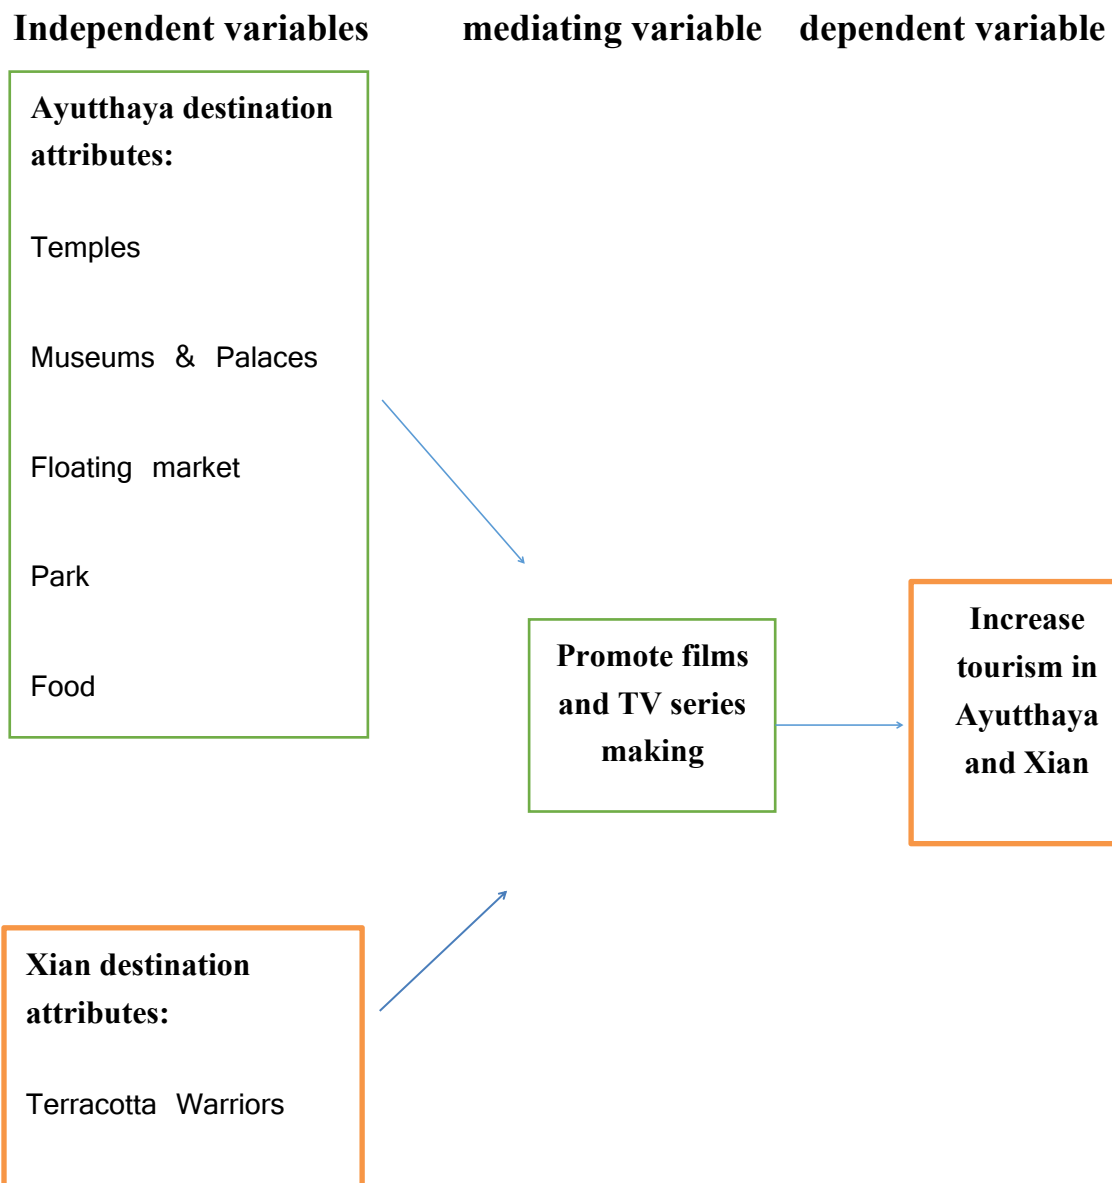 Independent variables
mediating variable
dependent variable
Ayutthaya destination
attributes:
Temples
Museums & Palaces
Floating market
Park
Food
Promote films
and TV series
making
Increase
tourism in
Ayutthaya
and Xian
Xian destination
attributes:
Terracotta Warriors